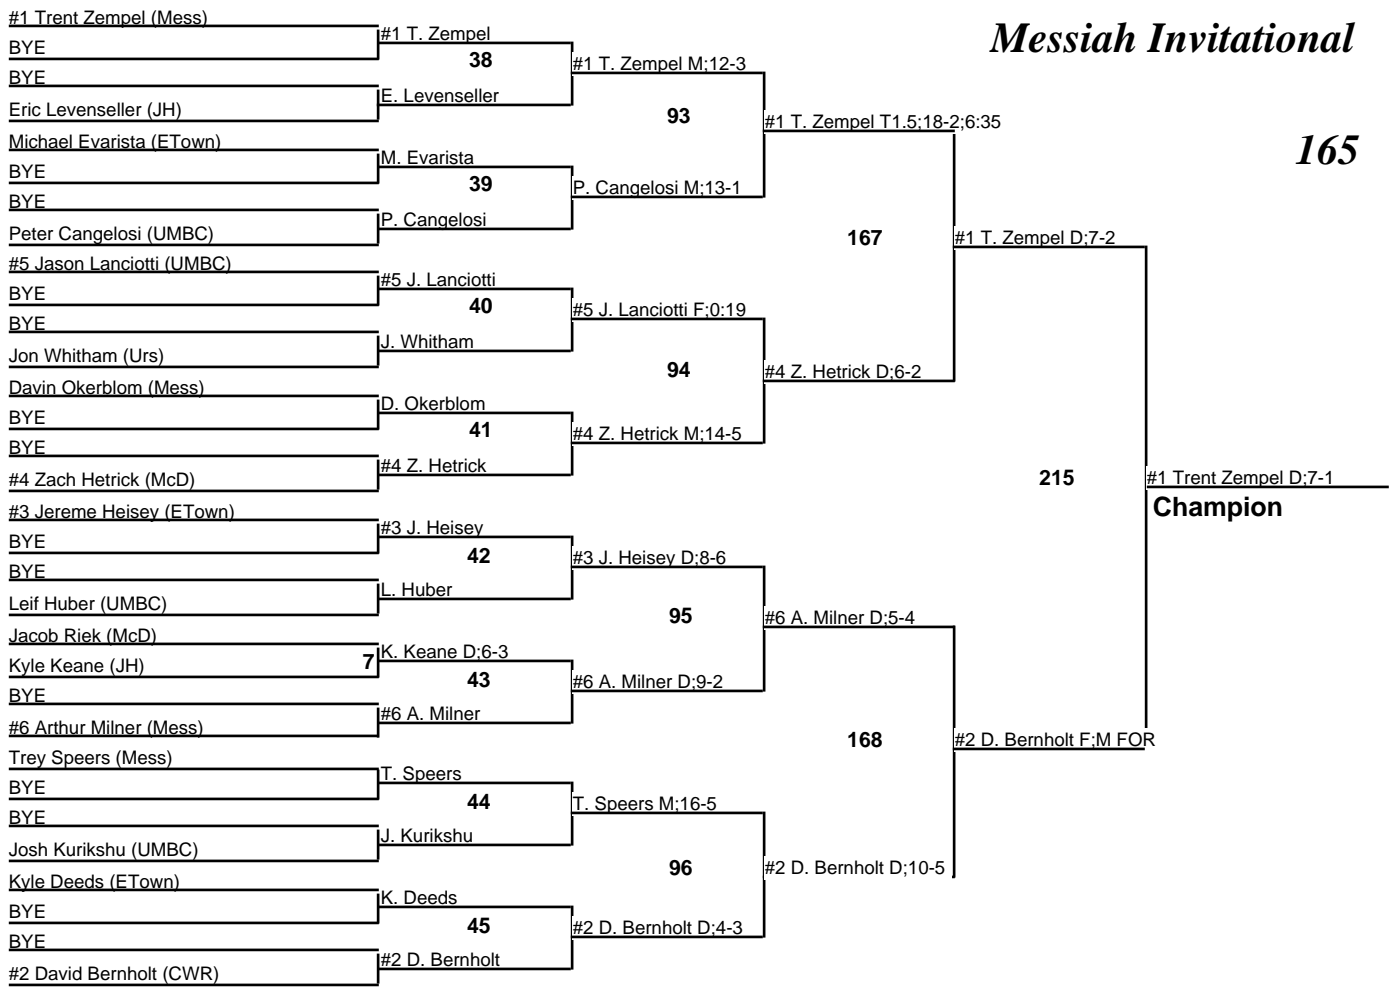 Messiah Invitational
165
#1 Trent Zempel (Mess)
BYE
BYE
Eric Levenseller (JH)
Michael Evarista (ETown)
BYE
BYE
Peter Cangelosi (UMBC)
#5 Jason Lanciotti (UMBC)
BYE
BYE
Jon Whitham (Urs)
Davin Okerblom (Mess)
BYE
BYE
#4 Zach Hetrick (McD)
#3 Jereme Heisey (ETown)
BYE
BYE
Leif Huber (UMBC)
Jacob Riek (McD)
Kyle Keane (JH)
7
BYE
#6 Arthur Milner (Mess)
Trey Speers (Mess)
BYE
BYE
Josh Kurikshu (UMBC)
Kyle Deeds (ETown)
BYE
BYE
#2 David Bernholt (CWR)
#1 T. Zempel
38
E. Levenseller
M. Evarista
39
P. Cangelosi
#5 J. Lanciotti
40
J. Whitham
D. Okerblom
41
#4 Z. Hetrick
#3 J. Heisey
42
L. Huber
K. Keane D;6-3
43
#6 A. Milner
T. Speers
44
J. Kurikshu
K. Deeds
45
#2 D. Bernholt
#1 T. Zempel M;12-3
93
P. Cangelosi M;13-1
#5 J. Lanciotti F;0:19
94
#4 Z. Hetrick M;14-5
#3 J. Heisey D;8-6
95
#6 A. Milner D;9-2
T. Speers M;16-5
96
#2 D. Bernholt D;4-3
#1 T. Zempel T1.5;18-2;6:35
167
#4 Z. Hetrick D;6-2
#6 A. Milner D;5-4
168
#2 D. Bernholt D;10-5
#1 T. Zempel D;7-2
215
#2 D. Bernholt F;M FOR
#1 Trent Zempel D;7-1
Champion